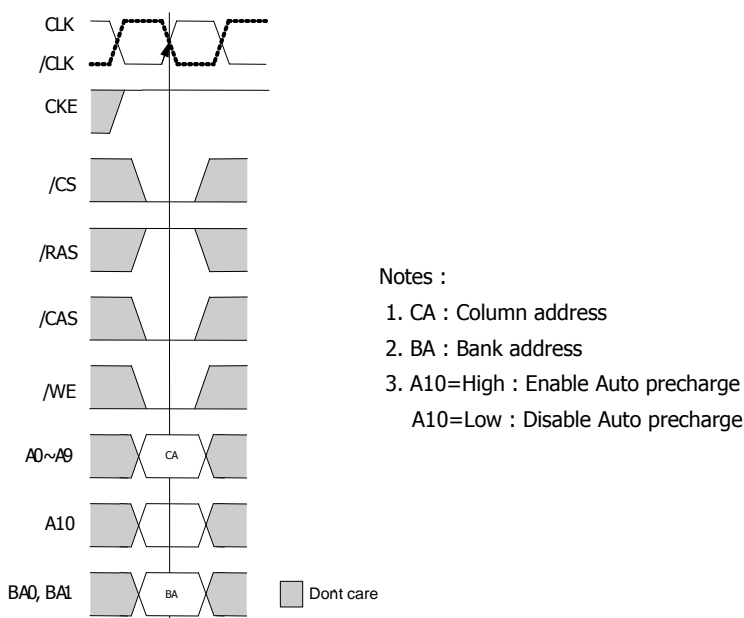 CLK
/CLK
CKE
/CS
/RAS
/CAS
/WE
A0~A9
CA
A10
BA0, BA1
BA
Dont care
Notes :
1. CA : Column address
2. BA : Bank address
3. A10=High : Enable Auto precharge
A10=Low : Disable Auto precharge